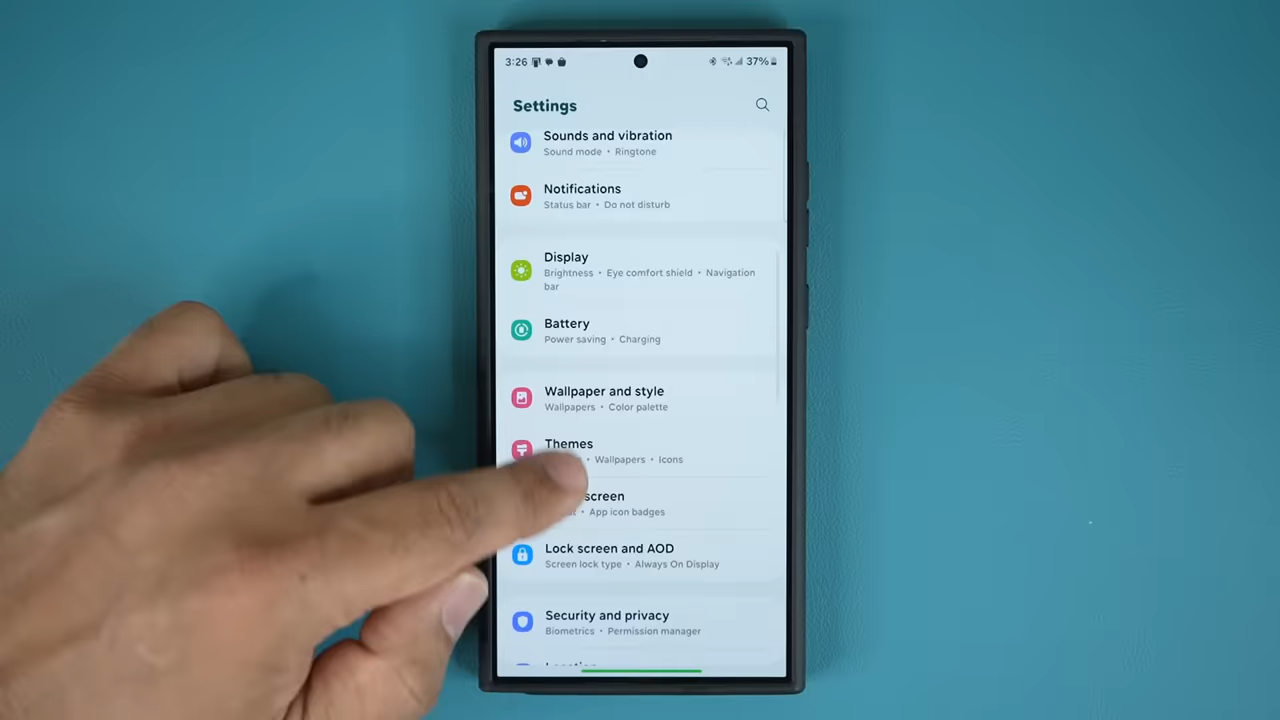 3:26 37%
Settings
Sounds and vibration
Sound mode • Ringtone
Notifications
Status bar • Do not disturb
Display
Brightness • Eye comfort shield • Navigation
bar
Battery
Power saving • Charging
Wallpaper and style
Wallpapers • Color palette
Themes
• Wallpapers • Icons
screen
• App icon badges
Lock screen and AOD
Screen lock type • Always On Display
Security and privacy
Biometrics • Permission manager